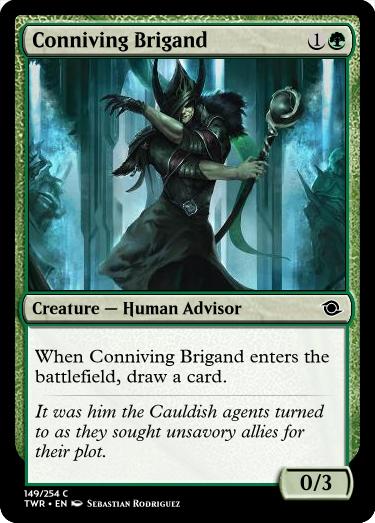 Conniving Brigand 1
Creature — Human Advisor
When Conniving Brigand enters the
battlefield, draw a card.
It was him the Cauldish agents turned
to as they sought unsavory allies for
their plot.
0/3
149/254 C
TWR • EN Sebastian Rodriguez